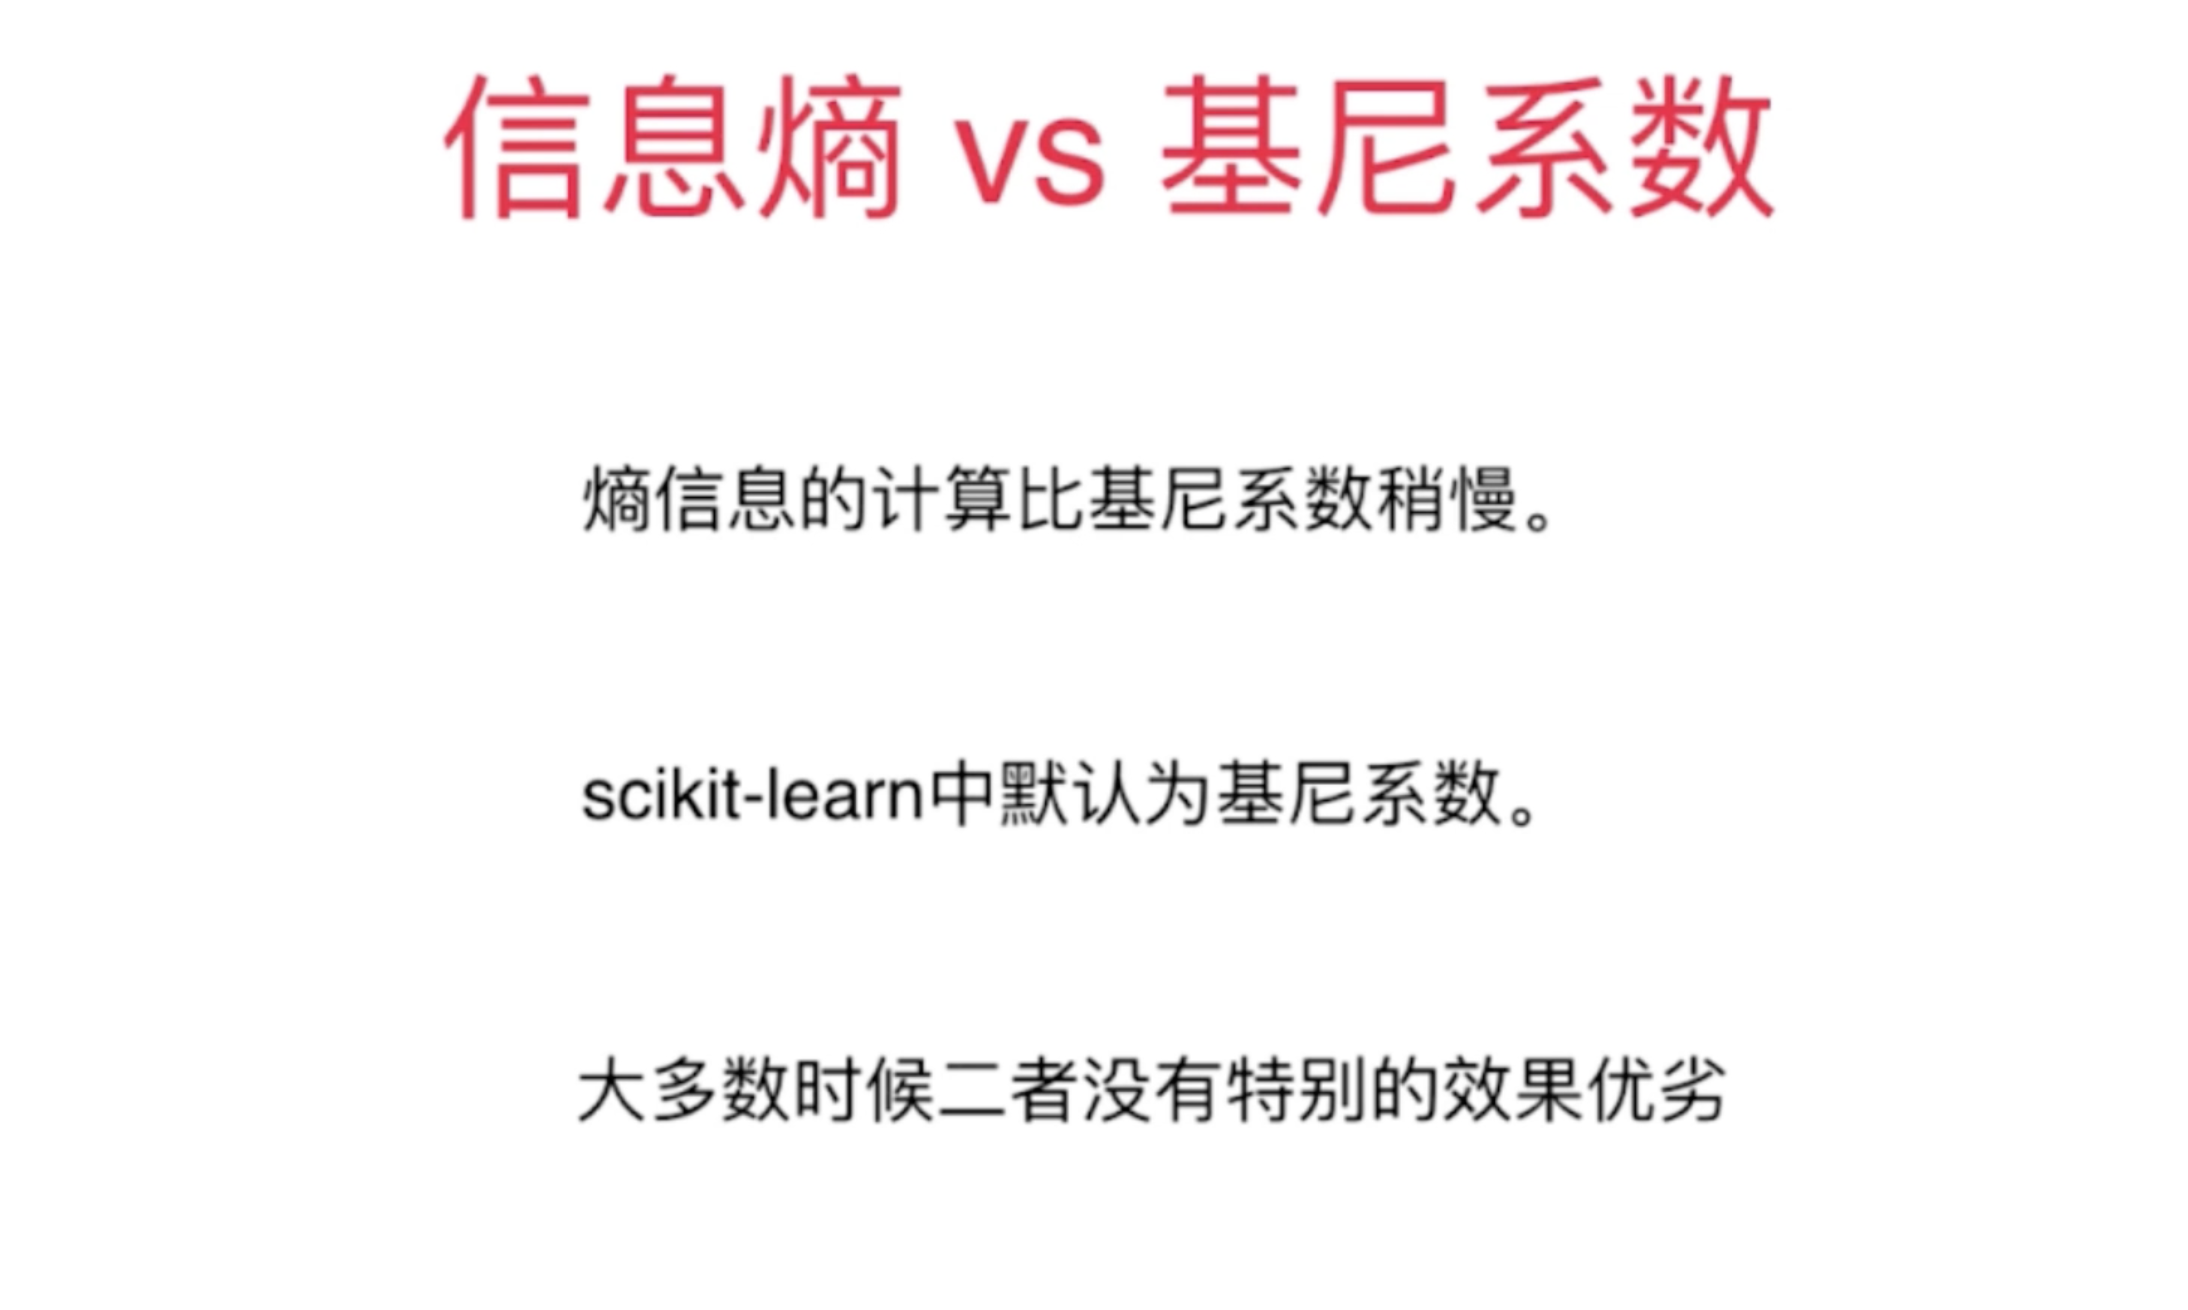 信息熵 vs 基尼系数
熵信息的计算比基尼系数稍慢。
scikit-learn中默认为基尼系数。
大多数时候二者没有特别的效果优劣